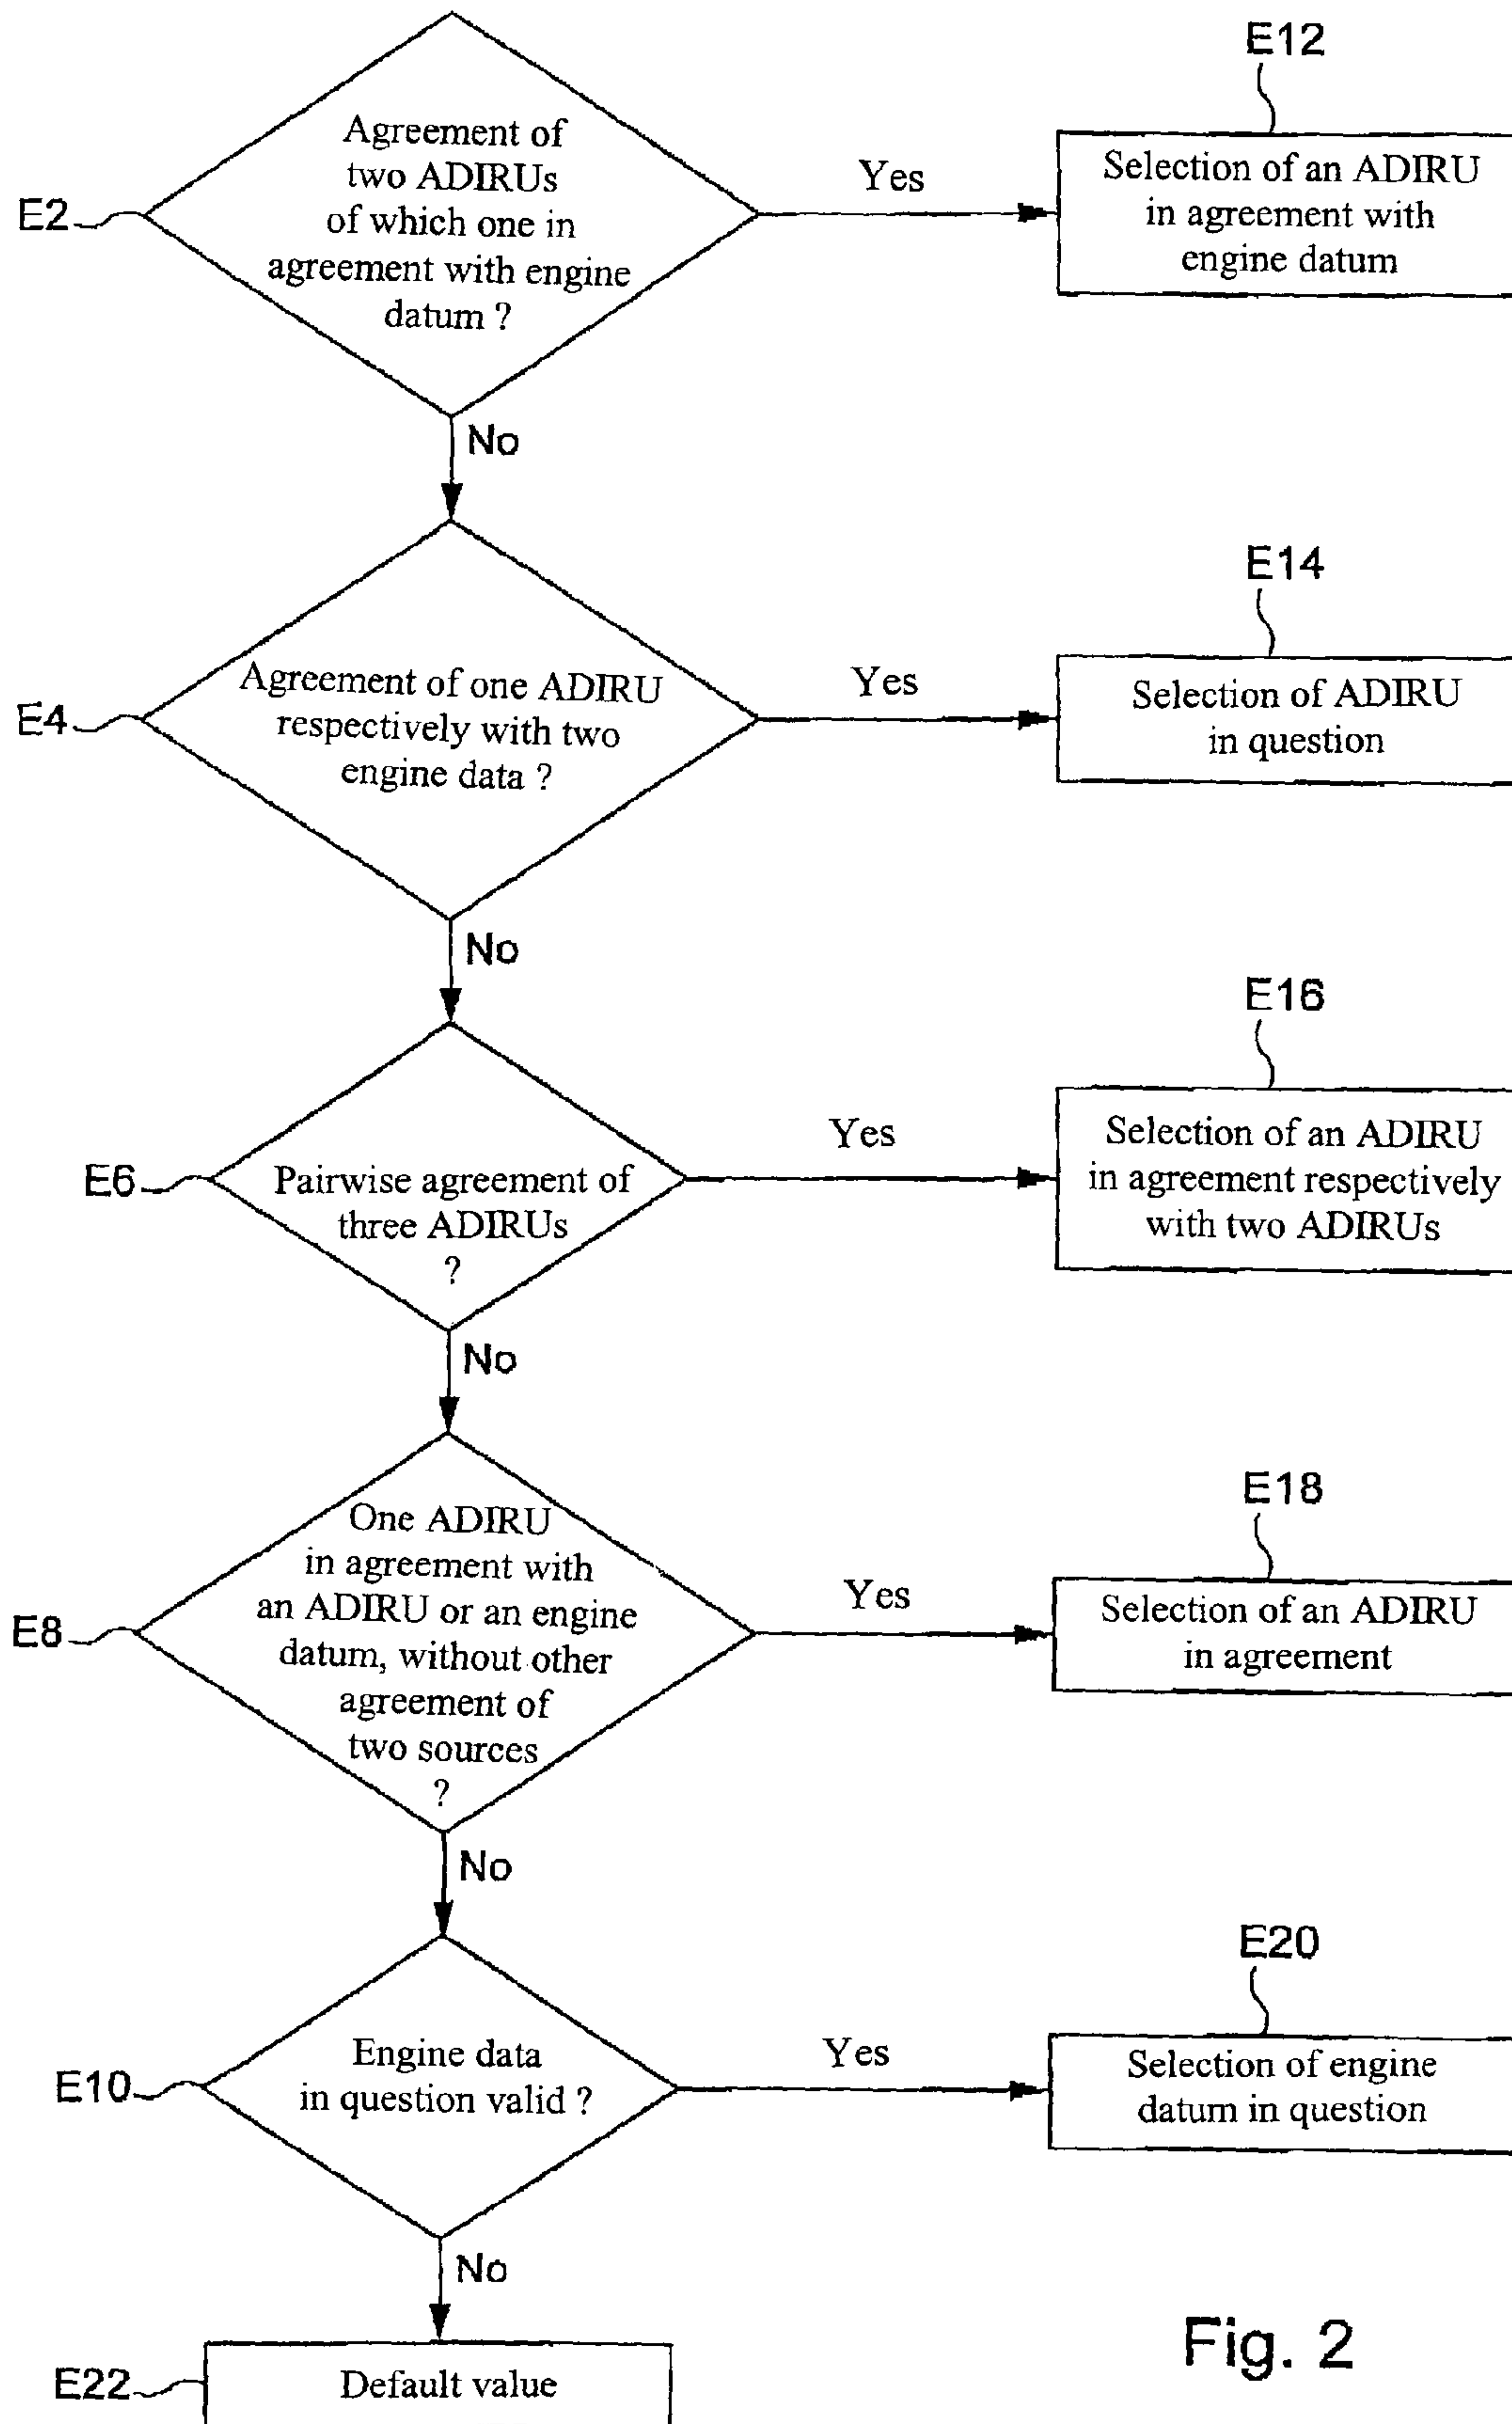 E12
Agreement of
two ADIRUs
of which one in
agreement with engine
datum ?
E2
Yes
Selection of an ADIRU
in agreement with
engine datum
No
E14
Agreement of one ADIRU
respectively with two
engine data ?
E4
Yes
Selection of ADIRU
in question
No
E16
Pairwise agreement of
three ADIRUs
?
E6
Yes
Selection of an ADIRU
in agreement respectively
with two ADIRUs
No
E18
One ADIRU
in agreement with
an ADIRU or an engine
datum, without other
agreement of
two sources
?
E8
Yes
Selection of an ADIRU
in agreement
No
E20
Engine data
in question valid ?
E10
Yes
Selection of engine
datum in question
No
E22
Default value
Fig. 2